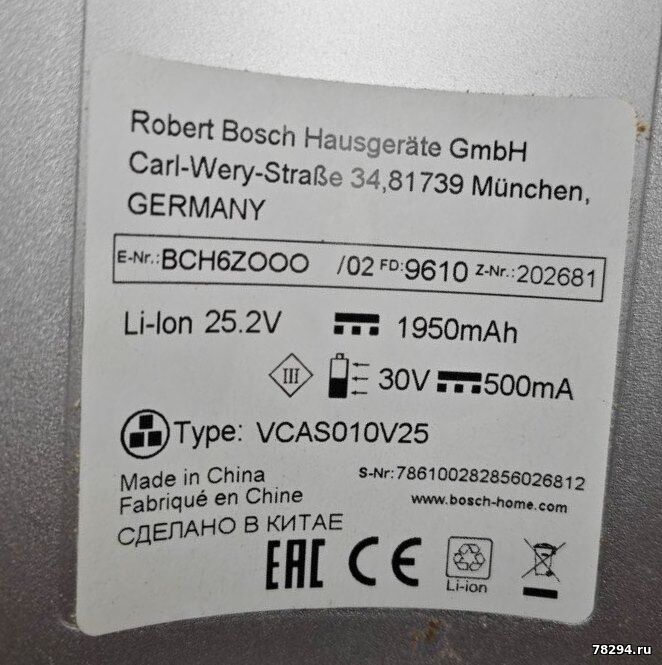 Robert Bosch Hausgeräte GmbH
Carl-Wery-Straße 34,81739 München,
GERMANY
E-Nr.:BCH6ZOOO /02 FD:9610 Z-Nr.:202681
Li-Ion 25.2V 1950mAh
III 30V 500mA
Type: VCAS010V25
Made in China
Fabriqué en Chine
СДЕЛАНО В КИТАЕ
S-Nr:786100282856026812
www.bosch-home.com
EAC CE
Li-ion
78294.ru